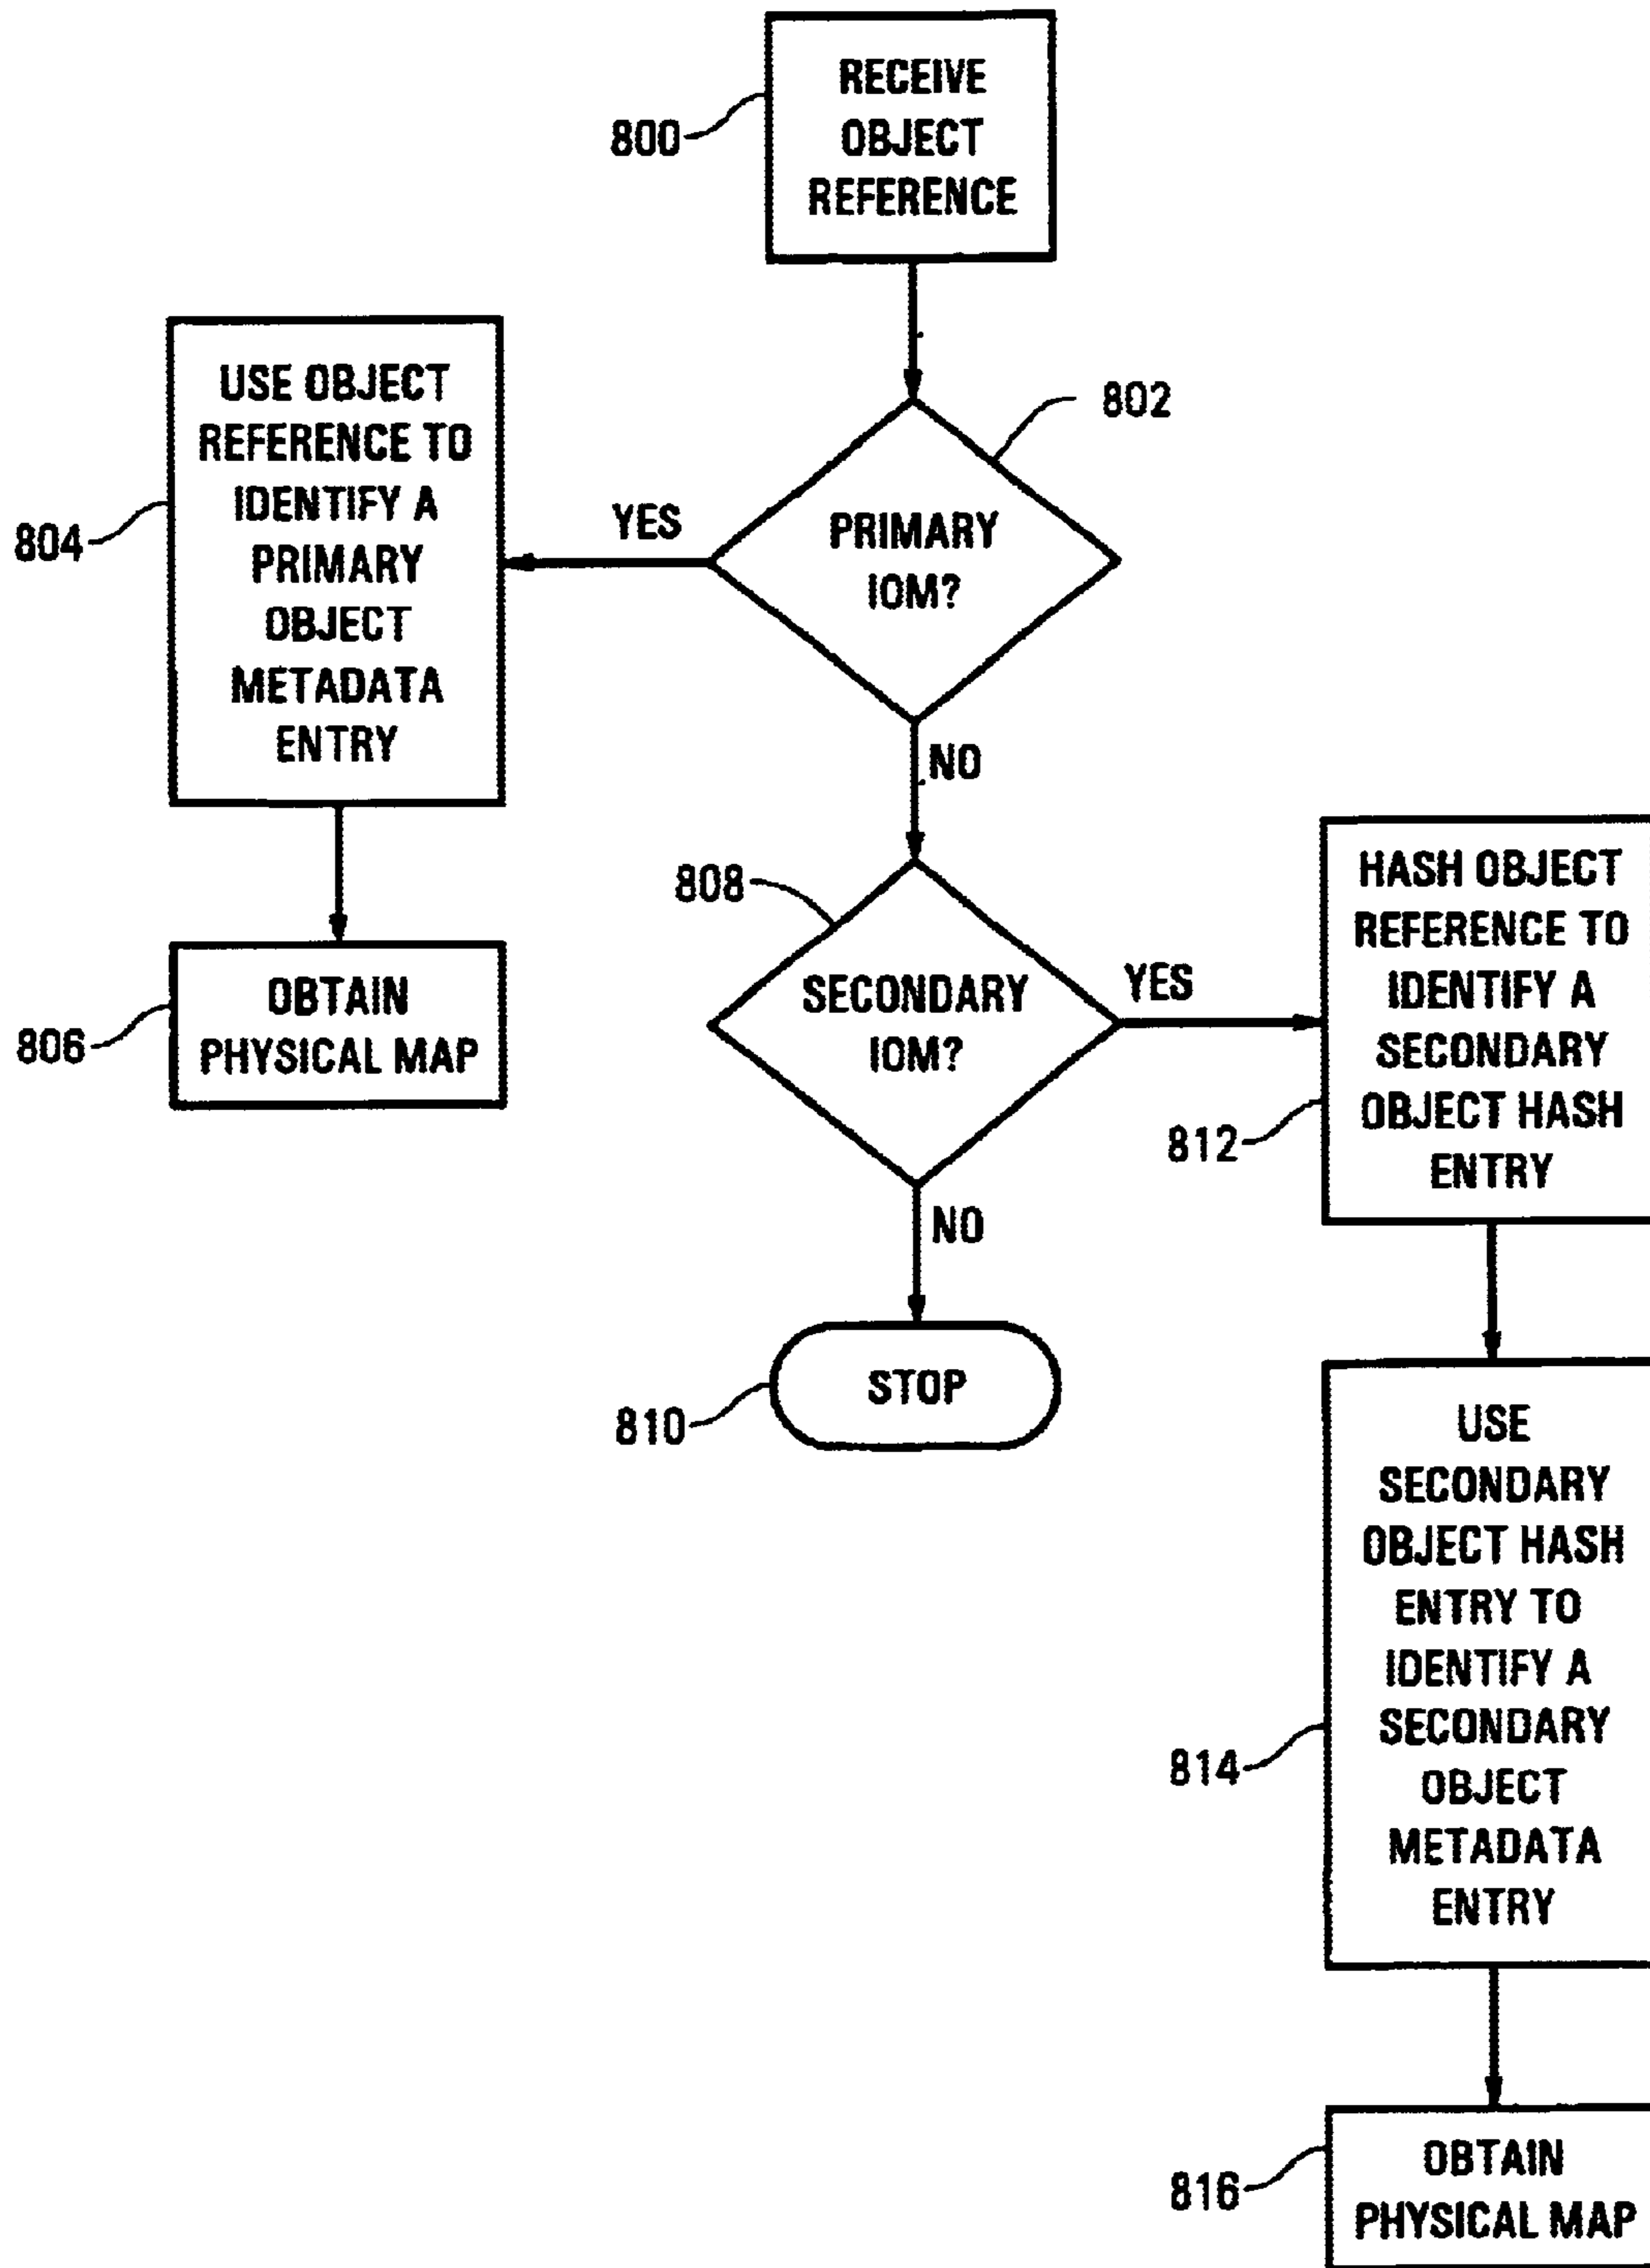 RECEIVE
OBJECT
REFERENCE
800
802
PRIMARY
IOM?
YES
NO
USE OBJECT
REFERENCE TO
IDENTIFY A
PRIMARY
OBJECT
METADATA
ENTRY
804
OBTAIN
PHYSICAL MAP
806
808
SECONDARY
IOM?
YES
NO
STOP
810
HASH OBJECT
REFERENCE TO
IDENTIFY A
SECONDARY
OBJECT HASH
ENTRY
812
USE
SECONDARY
OBJECT HASH
ENTRY TO
IDENTIFY A
SECONDARY
OBJECT
METADATA
ENTRY
814
OBTAIN
PHYSICAL MAP
816